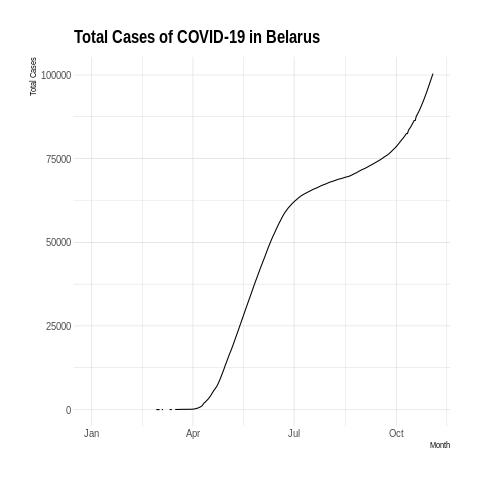 Total Cases of COVID-19 in Belarus
Total Cases
100000
75000
50000
25000
0
Jan Apr Jul Oct
Month